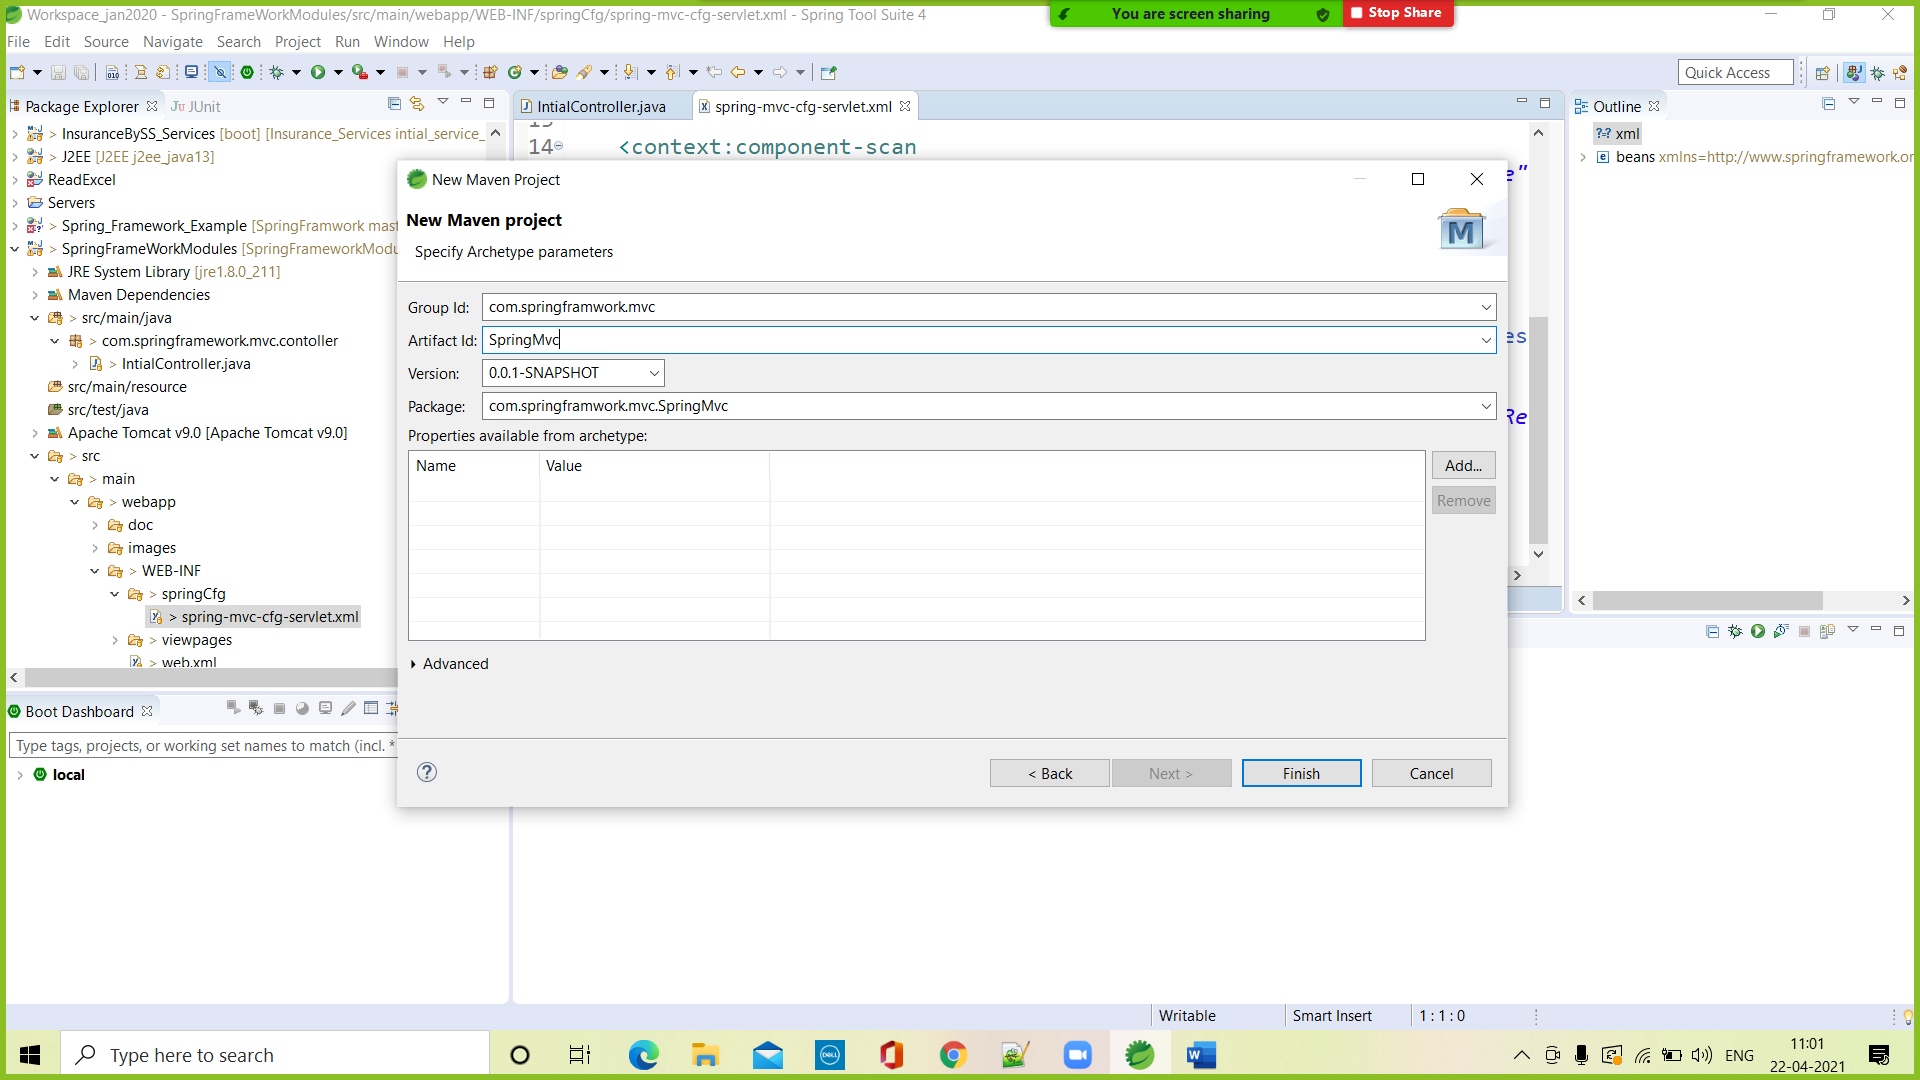 Workspace_jan2020 - SpringFrameWorkModules/src/main/webapp/WEB-INF/springCfg/spring-mvc-cfg-servlet.xml - Spring Tool Suite 4
You are screen sharing
Stop Share
File Edit Source Navigate Search Project Run Window Help
Quick Access
Package Explorer
JUnit
InsuranceBySS_Services [boot] [Insurance_Services intial_service_
> J2EE [J2EE j2ee_java13]
ReadExcel
Servers
> Spring_Framework_Example [SpringFramwork mast
> SpringFrameWorkModules [SpringFrameworkModu
JRE System Library [jre1.8.0_211]
Maven Dependencies
> src/main/java
> com.springframework.mvc.contoller
> IntialController.java
src/main/resource
src/test/java
Apache Tomcat v9.0 [Apache Tomcat v9.0]
> src
> main
> webapp
> doc
> images
> WEB-INF
> springCfg
> spring-mvc-cfg-servlet.xml
> viewpages
> web.xml
Boot Dashboard
Type tags, projects, or working set names to match (incl. *
local
IntialController.java
spring-mvc-cfg-servlet.xml
14
<context:component-scan
e"
es
Re
Outline
?=? xml
beans xmlns=http://www.springframework.or
New Maven Project
New Maven project
Specify Archetype parameters
M
Group Id: com.springframwork.mvc
Artifact Id: SpringMvc
Version: 0.0.1-SNAPSHOT
Package: com.springframwork.mvc.SpringMvc
Properties available from archetype:
Name Value
Add...
Remove
Advanced
< Back
Next >
Finish
Cancel
Writable
Smart Insert
1 : 1 : 0
Type here to search
DELL
ENG
11:01
22-04-2021